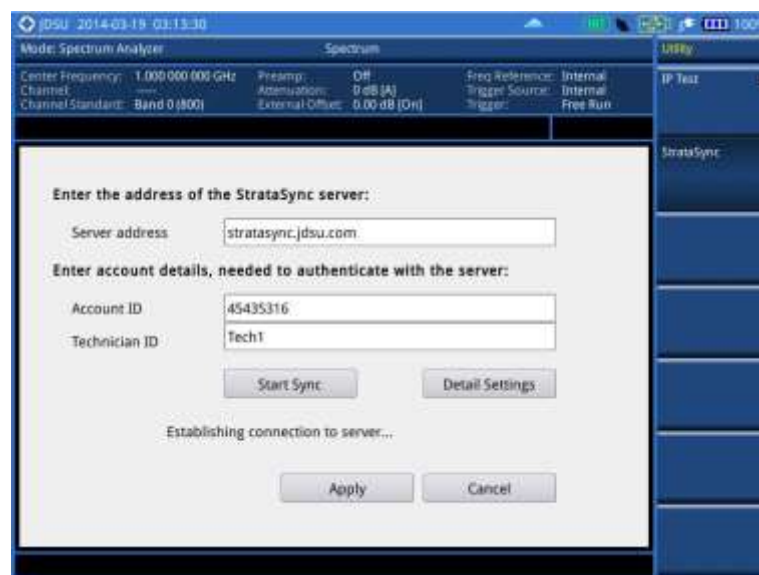 JDSU 2014-03-19 03:13:30
100%
Mode: Spectrum Analyzer
Spectrum
Utility
Center Frequency: 1.000 000 000 GHz
Preamp: Off
Freq Reference: Internal
Channel: ----
Attenuation: 0 dB [A]
Trigger Source: Internal
Channel Standard: Band 0 (800)
External Offset: 0.00 dB [On]
Trigger: Free Run
IP Test
StrataSync
Enter the address of the StrataSync server:
Server address
stratasync.jdsu.com
Enter account details, needed to authenticate with the server:
Account ID
45435316
Technician ID
Tech1
Start Sync
Detail Settings
Establishing connection to server...
Apply
Cancel